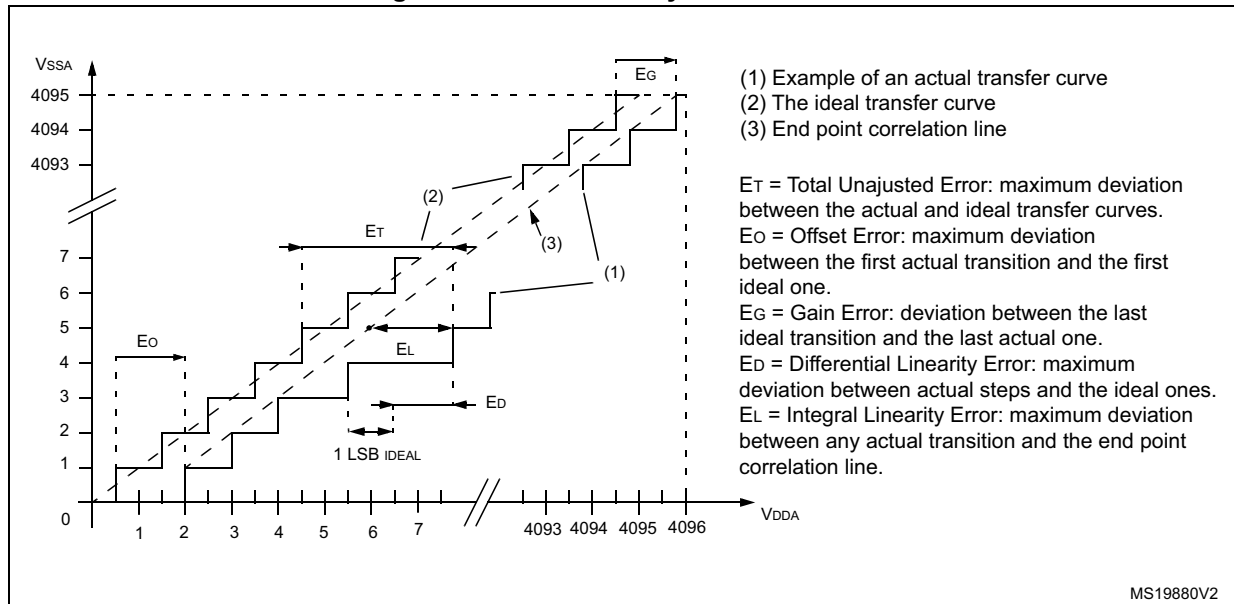 VSSA
4095
4094
4093
7
6
5
4
3
2
1
0
1 2 3 4 5 6 7 4093 4094 4095 4096
VDDA
EG
(2)
ET
(3)
(1)
EO
EL
ED
1 LSB IDEAL
(1) Example of an actual transfer curve
(2) The ideal transfer curve
(3) End point correlation line
ET = Total Unajusted Error: maximum deviation
between the actual and ideal transfer curves.
EO = Offset Error: maximum deviation
between the first actual transition and the first
ideal one.
EG = Gain Error: deviation between the last
ideal transition and the last actual one.
ED = Differential Linearity Error: maximum
deviation between actual steps and the ideal ones.
EL = Integral Linearity Error: maximum deviation
between any actual transition and the end point
correlation line.
MS19880V2